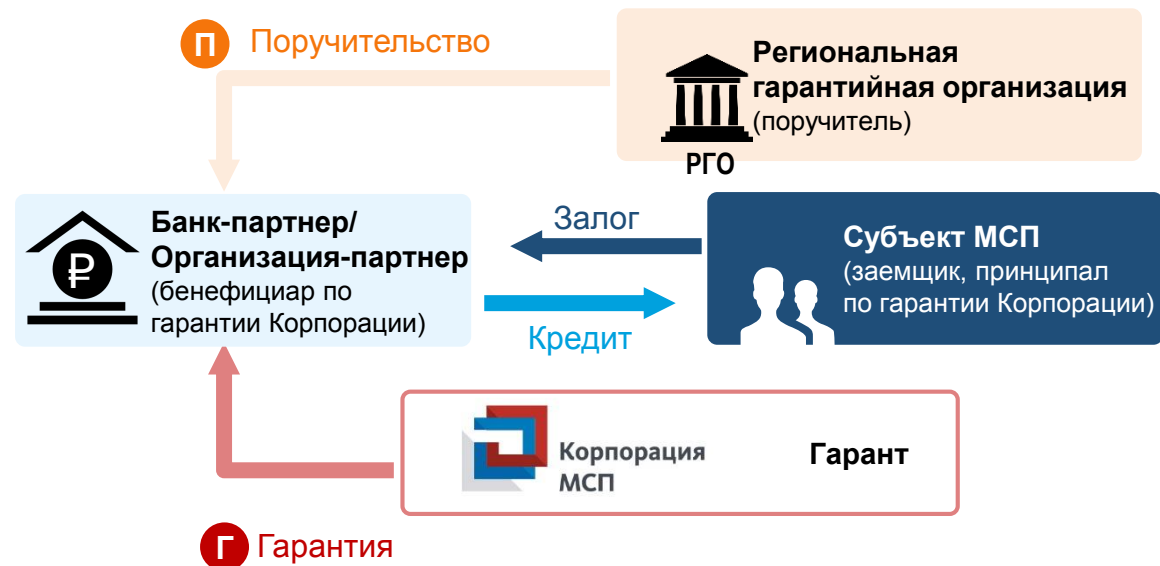 П Поручительство
Региональная
гарантийная организация
(поручитель)
РГО
Банк-партнер/
Организация-партнер
(бенефициар по
гарантии Корпорации)
₽
Залог
Кредит
Субъект МСП
(заемщик, принципал
по гарантии Корпорации)
Корпорация
МСП
Гарант
Г Гарантия